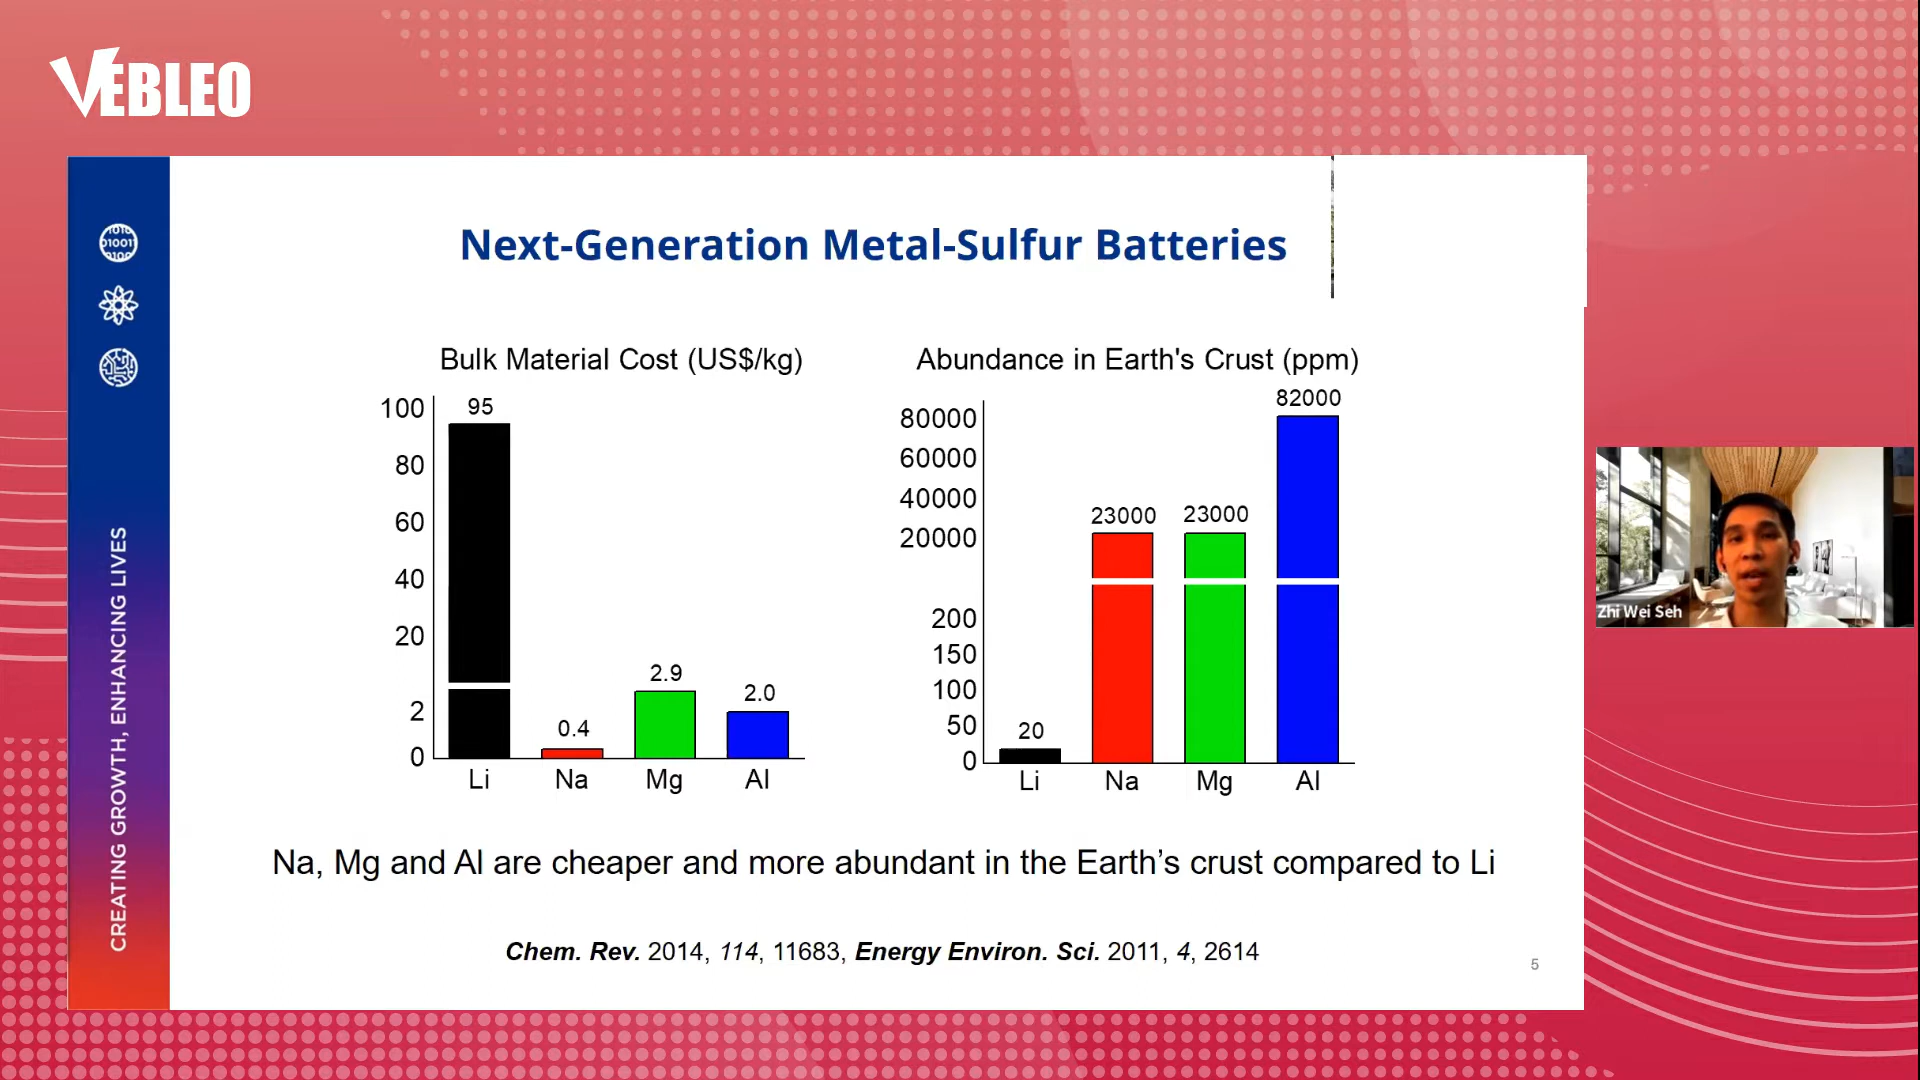 VEBLEO
Next-Generation Metal-Sulfur Batteries
CREATING GROWTH, ENHANCING LIVES
Bulk Material Cost (US$/kg)
100
80
60
40
20
2
0
95
0.4
2.9
2.0
Li
Na
Mg
Al
Abundance in Earth's Crust (ppm)
80000
60000
40000
20000
200
150
100
50
0
20
23000
23000
82000
Li
Na
Mg
Al
Zhi Wei Seh
Na, Mg and Al are cheaper and more abundant in the Earth’s crust compared to Li
Chem. Rev. 2014, 114, 11683, Energy Environ. Sci. 2011, 4, 2614
5